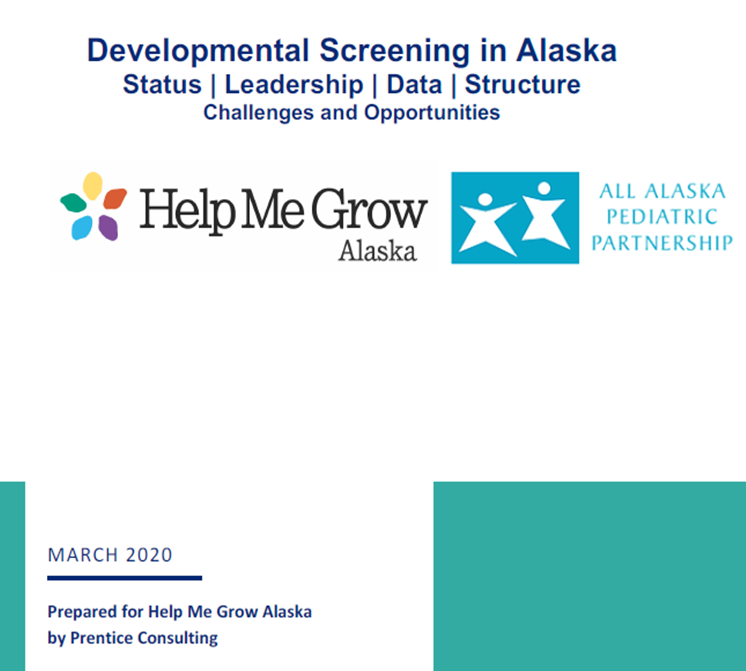 Developmental Screening in Alaska
Status | Leadership | Data | Structure
Challenges and Opportunities
Help Me Grow
Alaska
ALL ALASKA
PEDIATRIC
PARTNERSHIP
MARCH 2020
Prepared for Help Me Grow Alaska
by Prentice Consulting